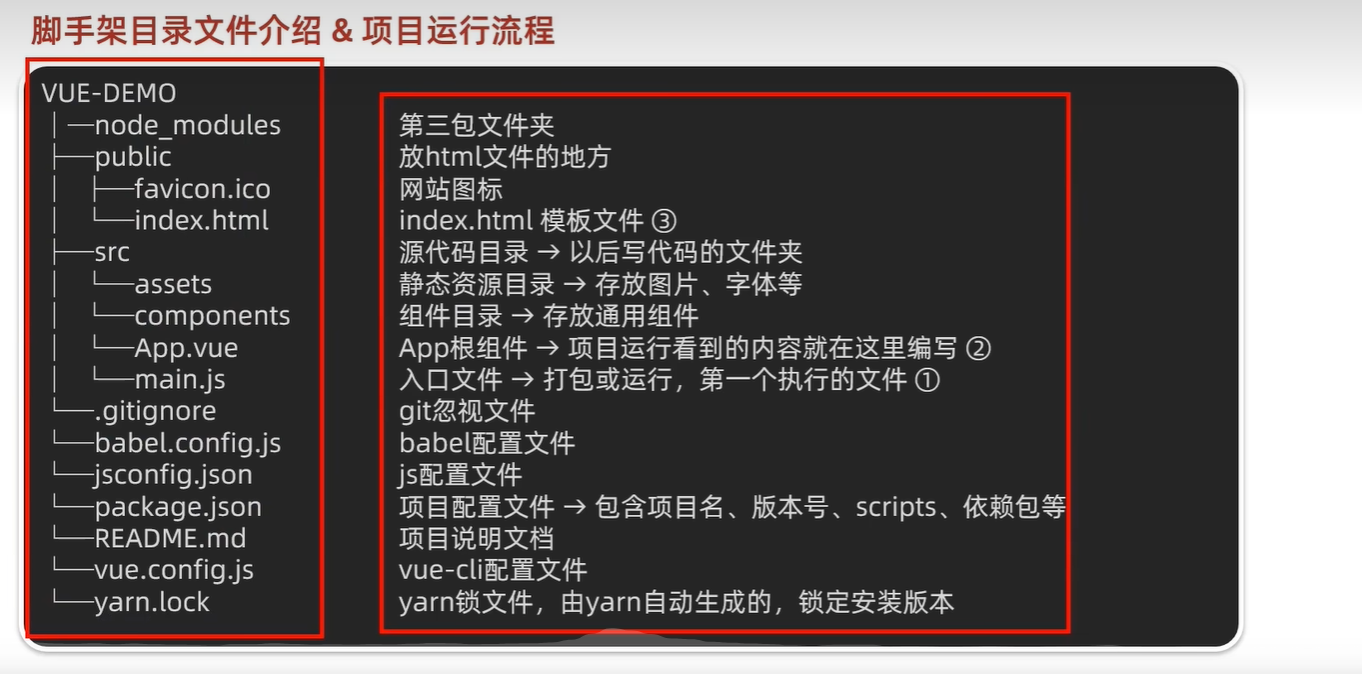 脚手架目录文件介绍 & 项目运行流程
VUE-DEMO
│ ─node_modules 第三包文件夹
├──public 放html文件的地方
│ ├──favicon.ico 网站图标
│ └──index.html index.html 模板文件 ③
├──src 源代码目录 → 以后写代码的文件夹
│ └──assets 静态资源目录 → 存放图片、字体等
│ └──components 组件目录 → 存放通用组件
│ └──App.vue App根组件 → 项目运行看到的内容就在这里编写 ②
│ └──main.js 入口文件 → 打包或运行，第一个执行的文件 ①
└──.gitignore git忽视文件
└──babel.config.js babel配置文件
└──jsconfig.json js配置文件
└──package.json 项目配置文件 → 包含项目名、版本号、scripts、依赖包等
└──README.md 项目说明文档
└──vue.config.js vue-cli配置文件
└──yarn.lock yarn锁文件，由yarn自动生成的，锁定安装版本